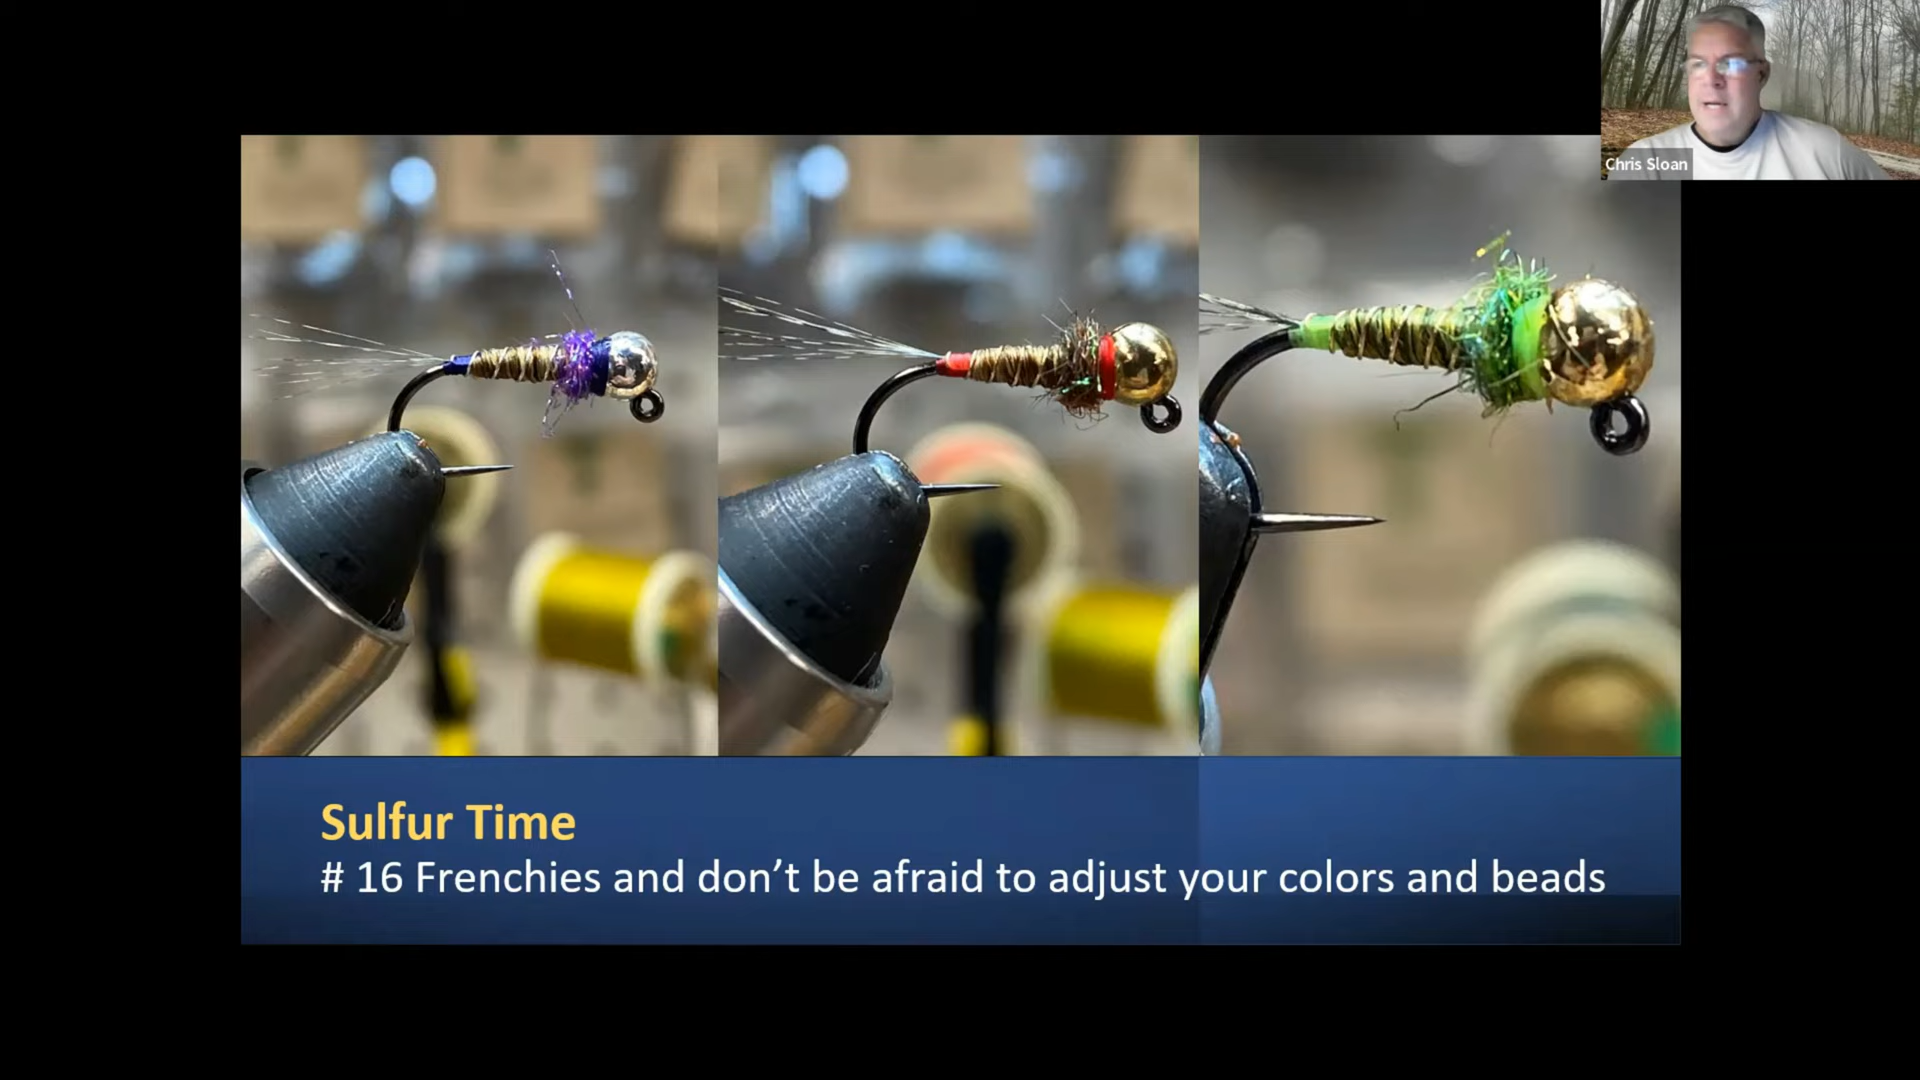 Chris Sloan
Sulfur Time
# 16 Frenchies and don’t be afraid to adjust your colors and beads